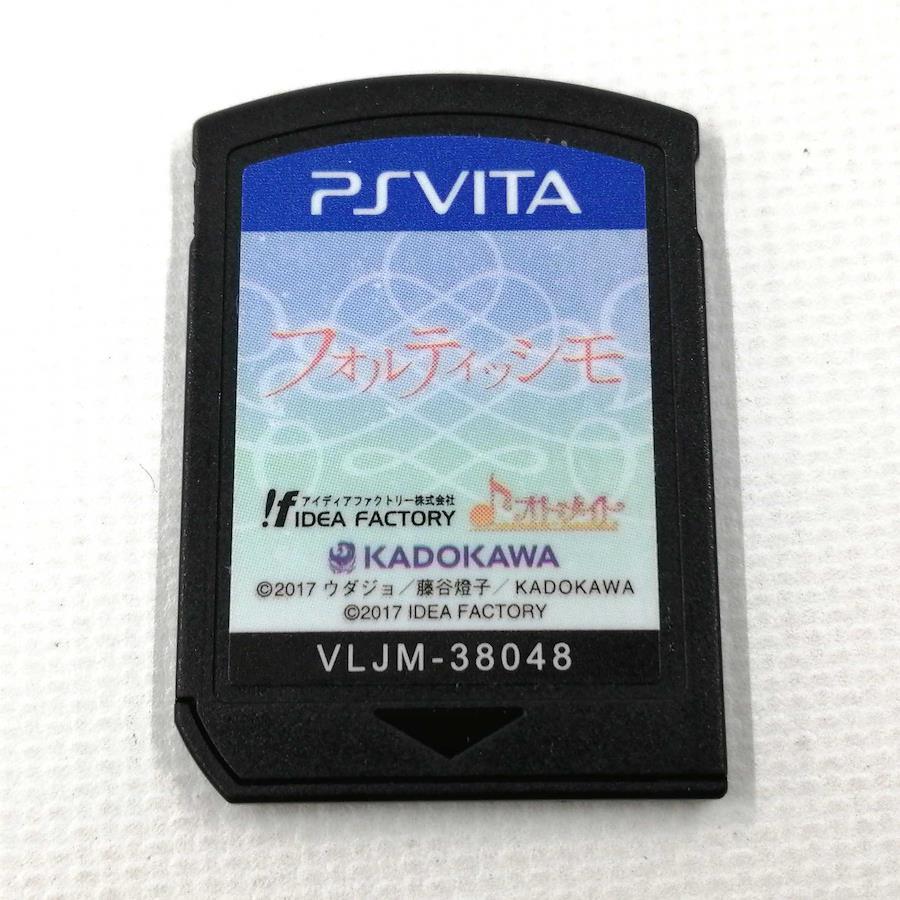 PSVITA
フォルティッシモ
アイディアファクトリー株式会社
!f IDEA FACTORY
オトメイト
KADOKAWA
©2017 ウダジョ/藤谷燈子/KADOKAWA
©2017 IDEA FACTORY
VLJM-38048